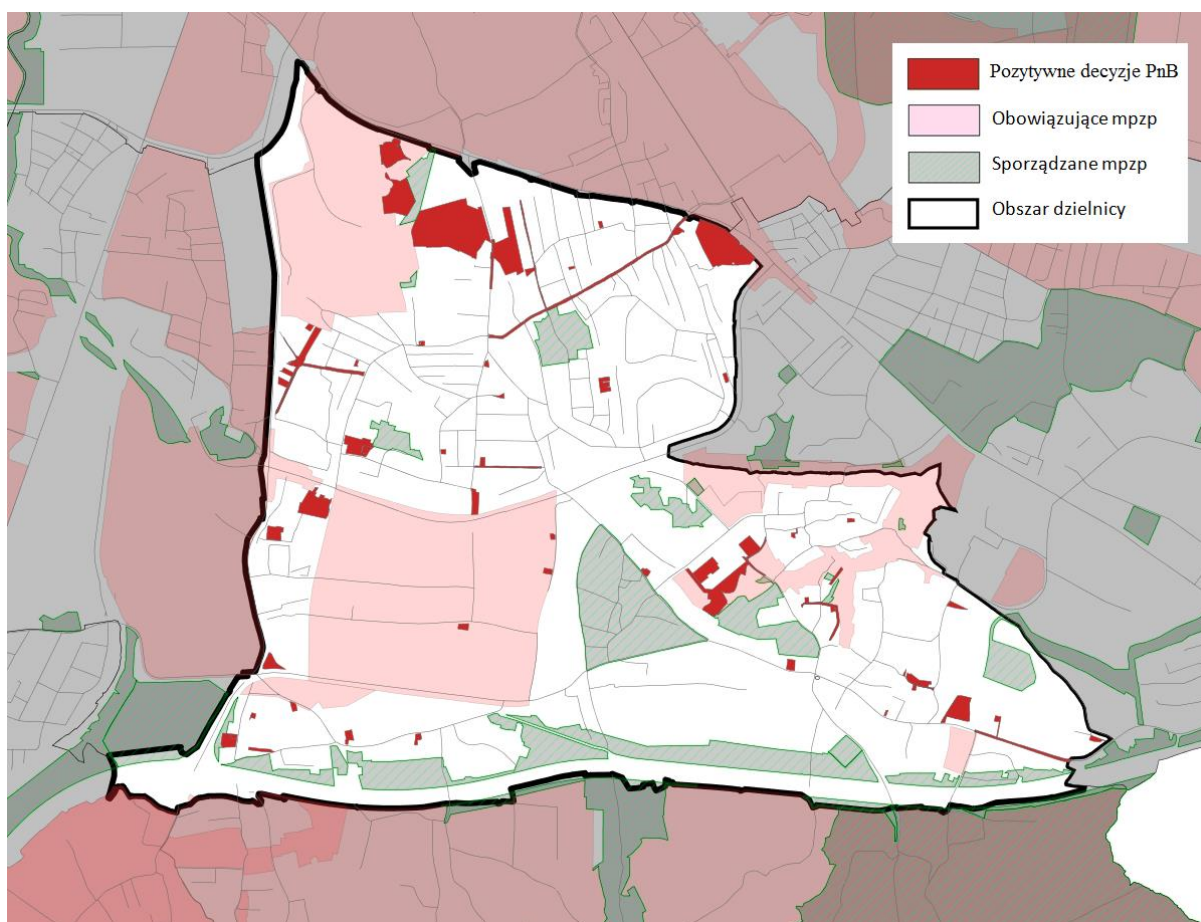 Pozytywne decyzje PnB
Obowiązujące mpzp
Sporządzane mpzp
Obszar dzielnicy